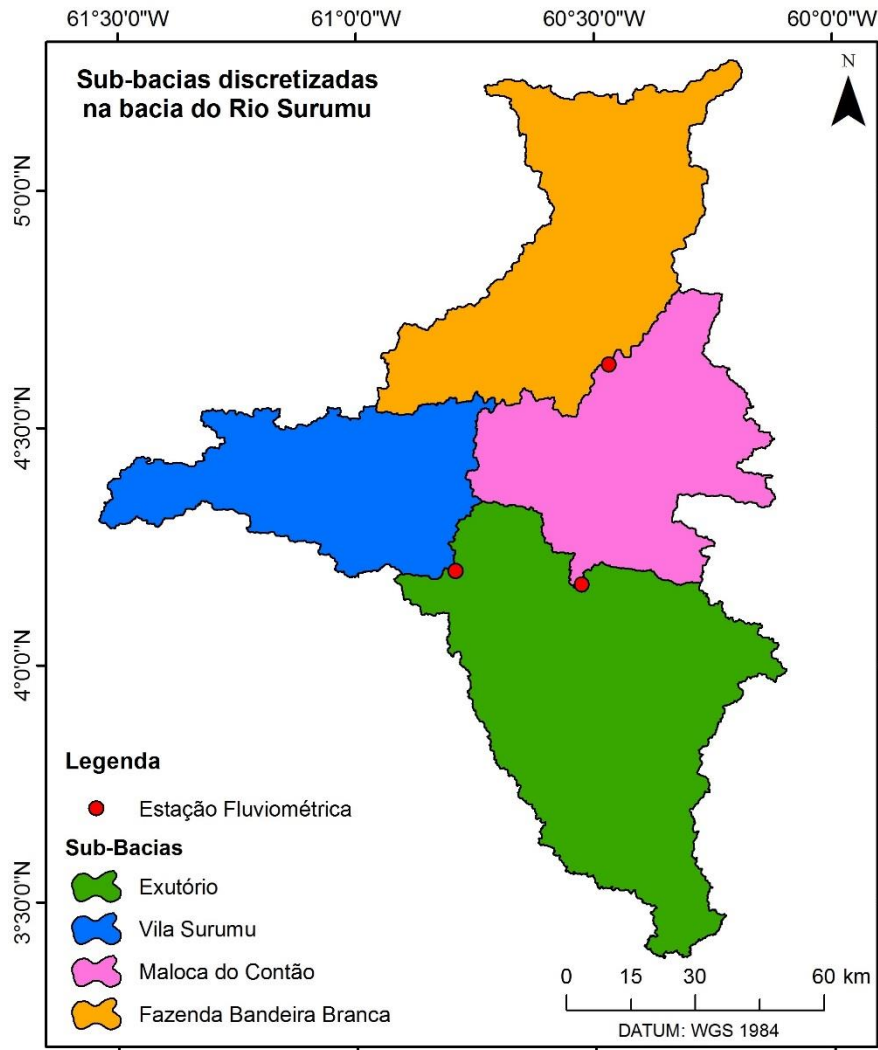 61°30'0"W 61°0'0"W 60°30'0"W 60°0'0"W
Sub-bacias discretizadas
na bacia do Rio Surumu
N
5°0'0"N
4°30'0"N
4°0'0"N
3°30'0"N
Legenda
Estação Fluviométrica
Sub-Bacias
Exutório
Vila Surumu
Maloca do Contão
Fazenda Bandeira Branca
0 15 30 60 km
DATUM: WGS 1984